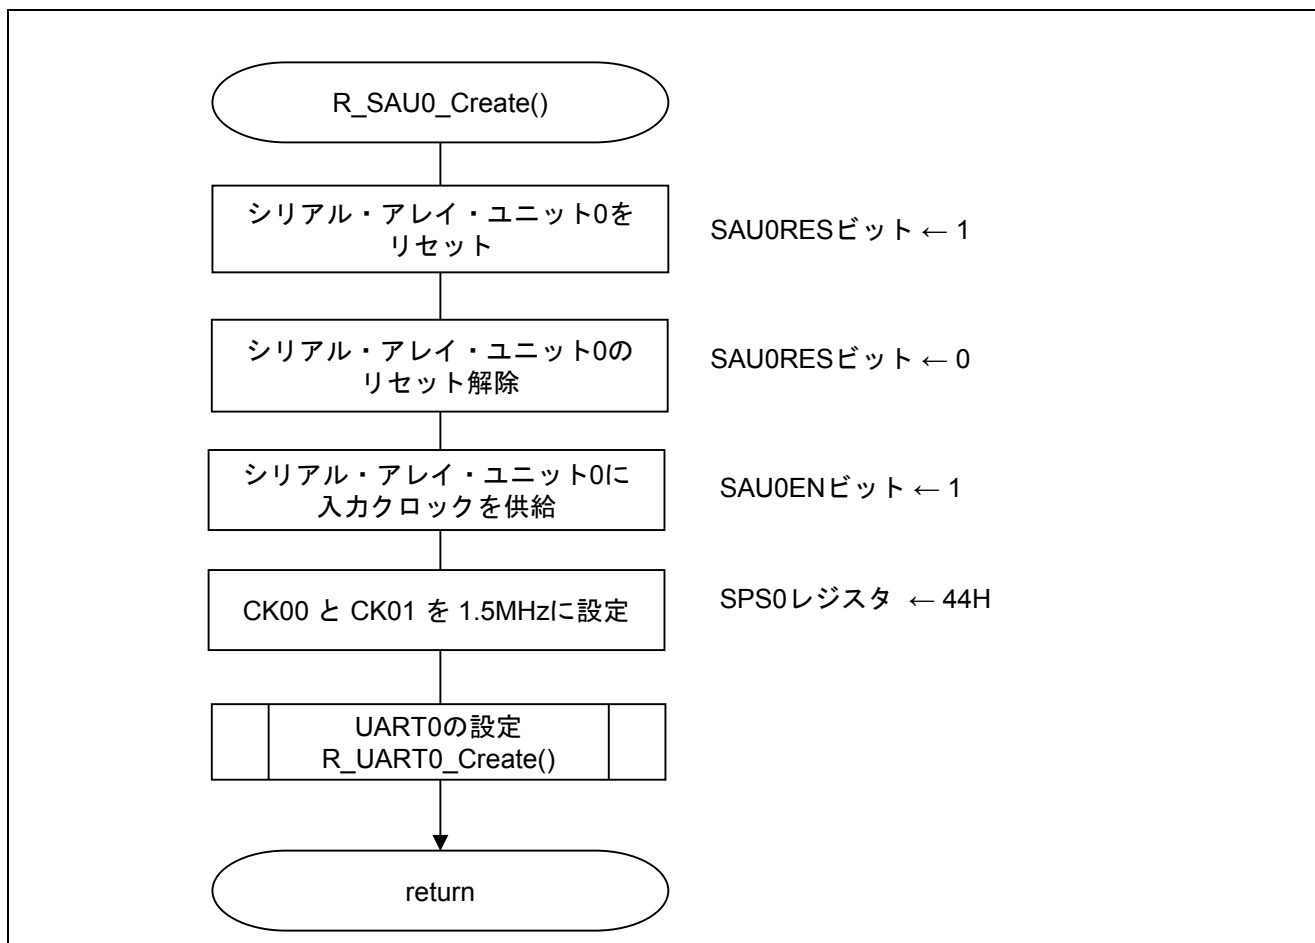 R_SAU0_Create()
シリアル・アレイ・ユニット0を
リセット
SAU0RESビット ← 1
シリアル・アレイ・ユニット0の
リセット解除
SAU0RESビット ← 0
シリアル・アレイ・ユニット0に
入力クロックを供給
SAU0ENビット ← 1
CK00 と CK01 を 1.5MHzに設定
SPS0レジスタ ← 44H
UART0の設定
R_UART0_Create()
return